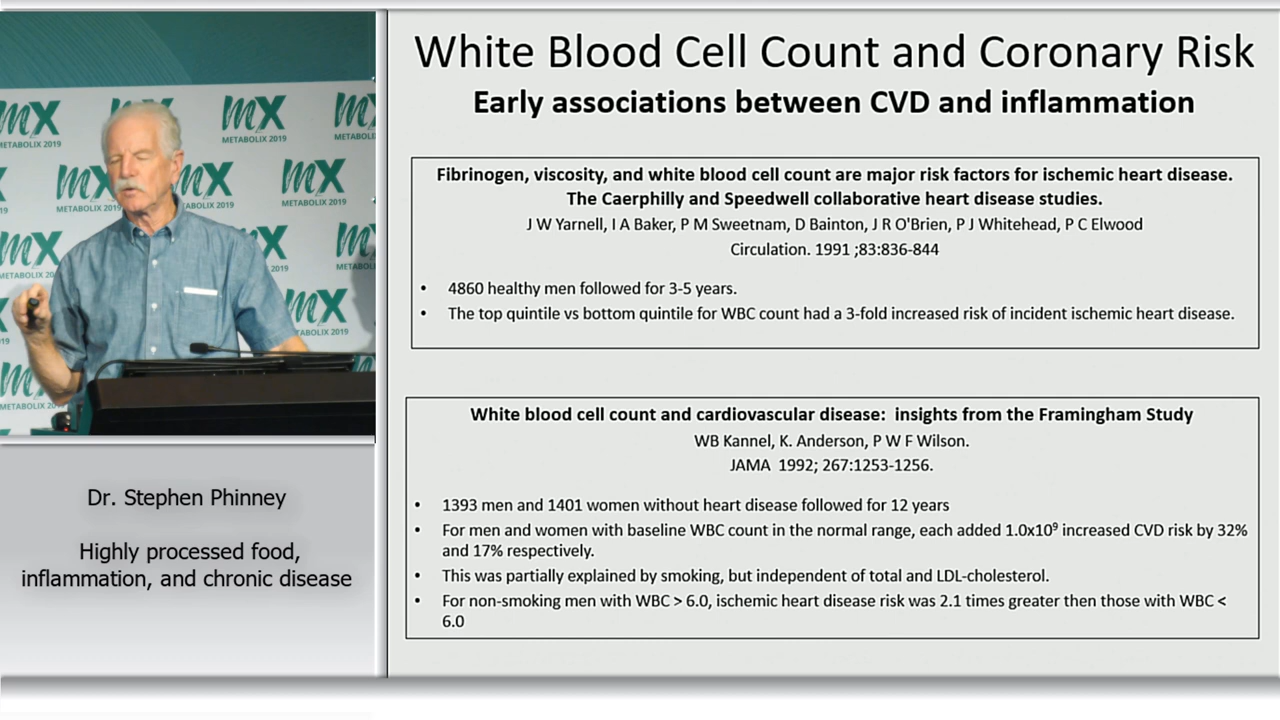 White Blood Cell Count and Coronary Risk
Early associations between CVD and inflammation
Fibrinogen, viscosity, and white blood cell count are major risk factors for ischemic heart disease.
The Caerphilly and Speedwell collaborative heart disease studies.
J W Yarnell, I A Baker, P M Sweetnam, D Bainton, J R O'Brien, P J Whitehead, P C Elwood
Circulation. 1991 ;83:836-844
• 4860 healthy men followed for 3-5 years.
• The top quintile vs bottom quintile for WBC count had a 3-fold increased risk of incident ischemic heart disease.
White blood cell count and cardiovascular disease: insights from the Framingham Study
WB Kannel, K. Anderson, P W F Wilson.
JAMA 1992; 267:1253-1256.
• 1393 men and 1401 women without heart disease followed for 12 years
• For men and women with baseline WBC count in the normal range, each added 1.0x10⁹ increased CVD risk by 32%
and 17% respectively.
• This was partially explained by smoking, but independent of total and LDL-cholesterol.
• For non-smoking men with WBC > 6.0, ischemic heart disease risk was 2.1 times greater then those with WBC <
6.0
mX
METABOLIX 2019
Dr. Stephen Phinney
Highly processed food,
inflammation, and chronic disease